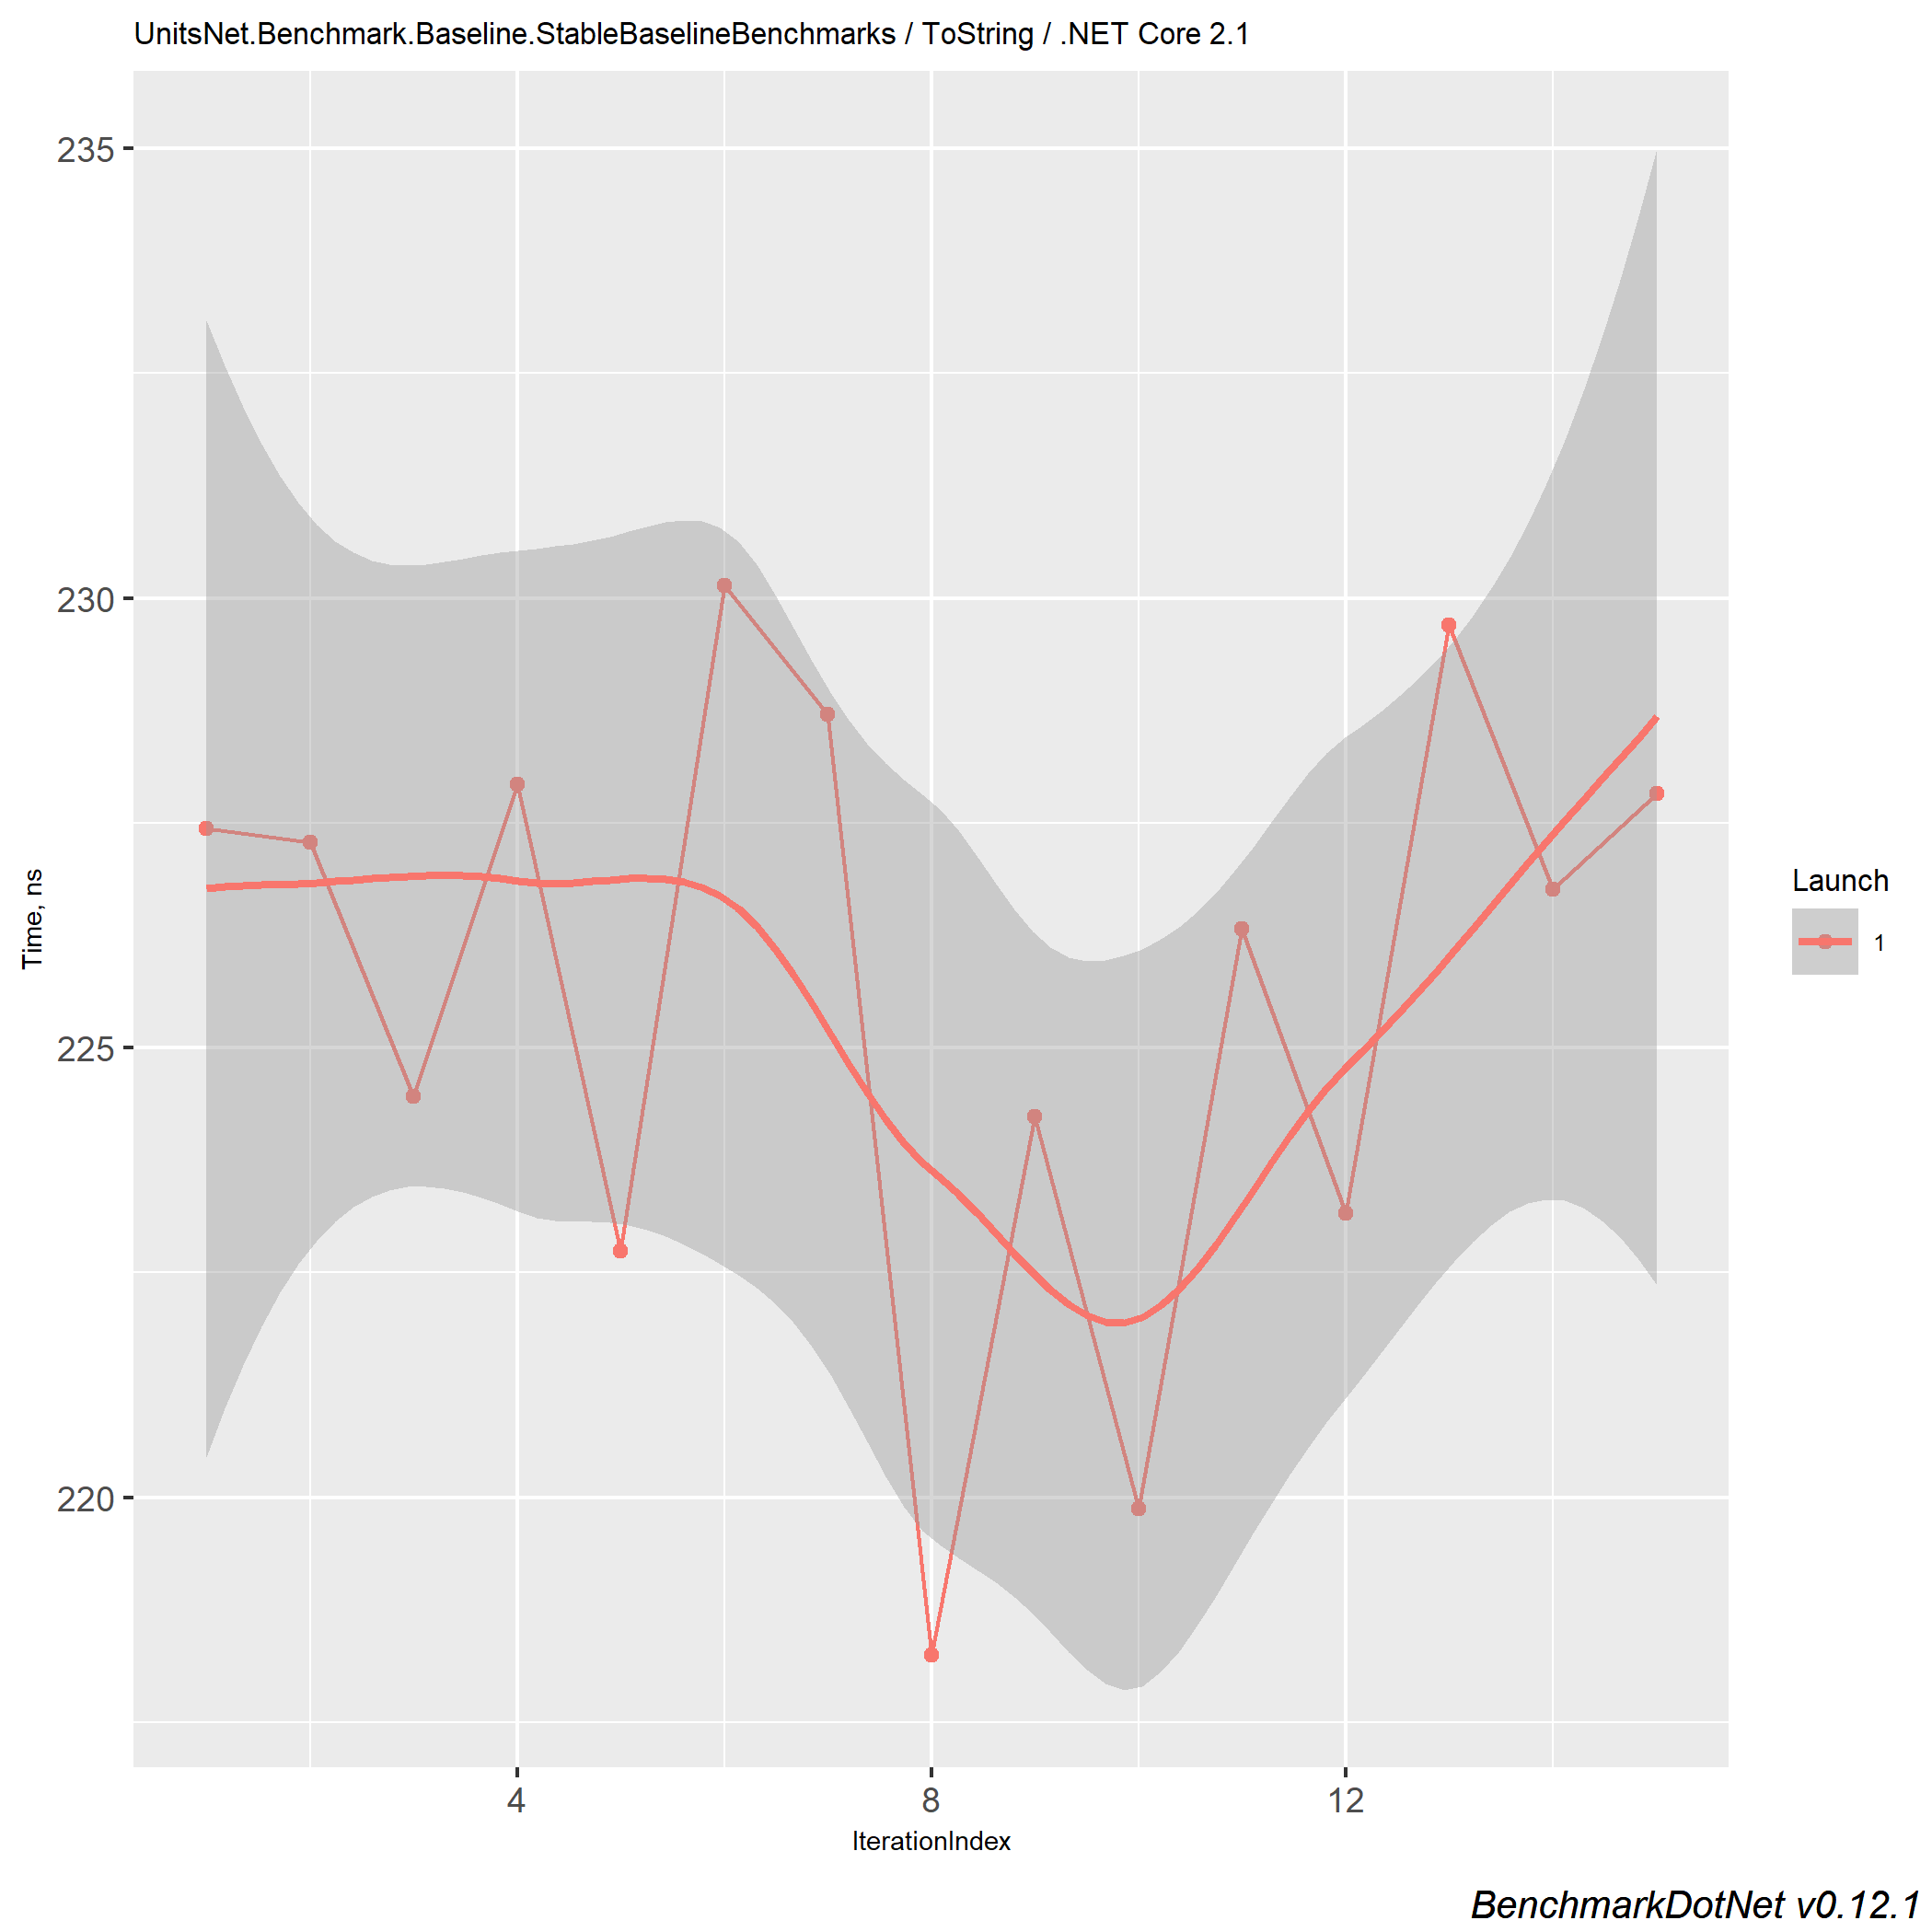 UnitsNet.Benchmark.Baseline.StableBaselineBenchmarks / ToString / .NET Core 2.1
235
230
225
220
Time, ns
4
8
12
IterationIndex
Launch
1
BenchmarkDotNet v0.12.1